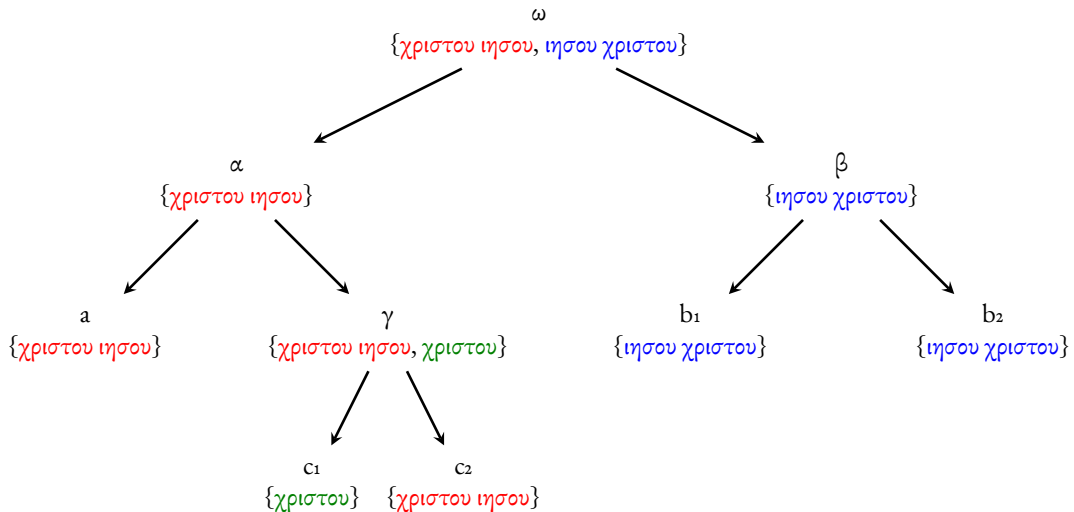 ω
{χριστου ιησου, ιησου χριστου}
α
{χριστου ιησου}
β
{ιησου χριστου}
a
{χριστου ιησου}
γ
{χριστου ιησου, χριστου}
b1
{ιησου χριστου}
b2
{ιησου χριστου}
c1
{χριστου}
c2
{χριστου ιησου}